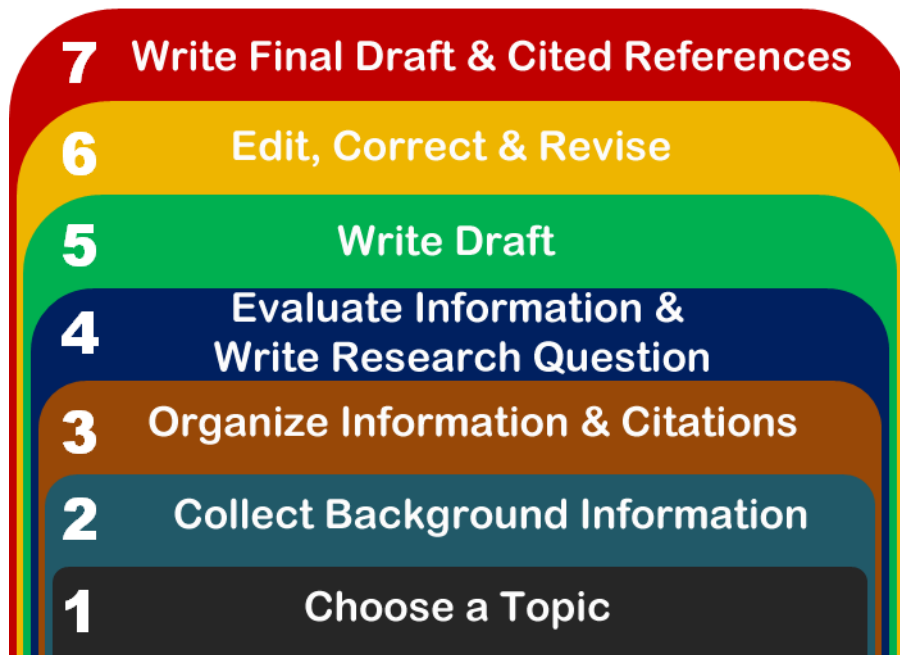 7 Write Final Draft & Cited References
6 Edit, Correct & Revise
5 Write Draft
4 Evaluate Information &
Write Research Question
3 Organize Information & Citations
2 Collect Background Information
1 Choose a Topic